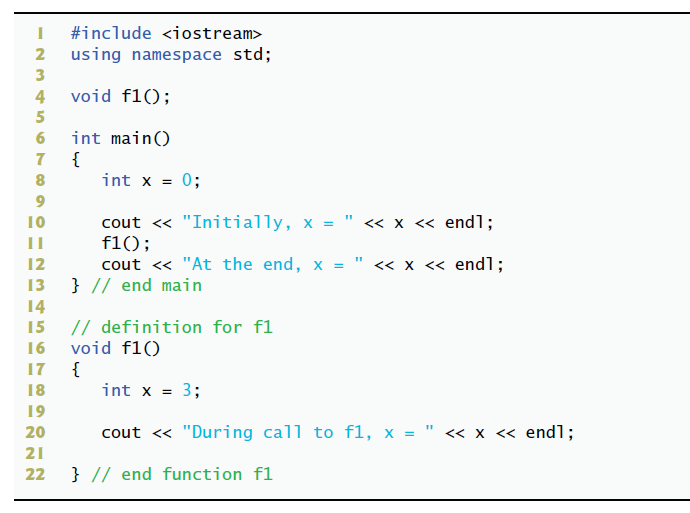 1 #include <iostream>
2 using namespace std;
3
4 void f1();
5
6 int main()
7 {
8    int x = 0;
9
10    cout << "Initially, x = " << x << endl;
11    f1();
12    cout << "At the end, x = " << x << endl;
13 } // end main
14
15 // definition for f1
16 void f1()
17 {
18    int x = 3;
19
20    cout << "During call to f1, x = " << x << endl;
21
22 } // end function f1